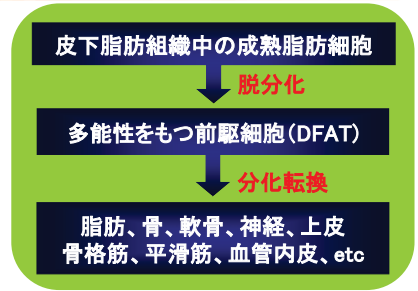 皮下脂肪組織中の成熟脂肪細胞
脱分化
多能性をもつ前駆細胞(DFAT)
分化転換
脂肪、骨、軟骨、神経、上皮
骨格筋、平滑筋、血管内皮、etc